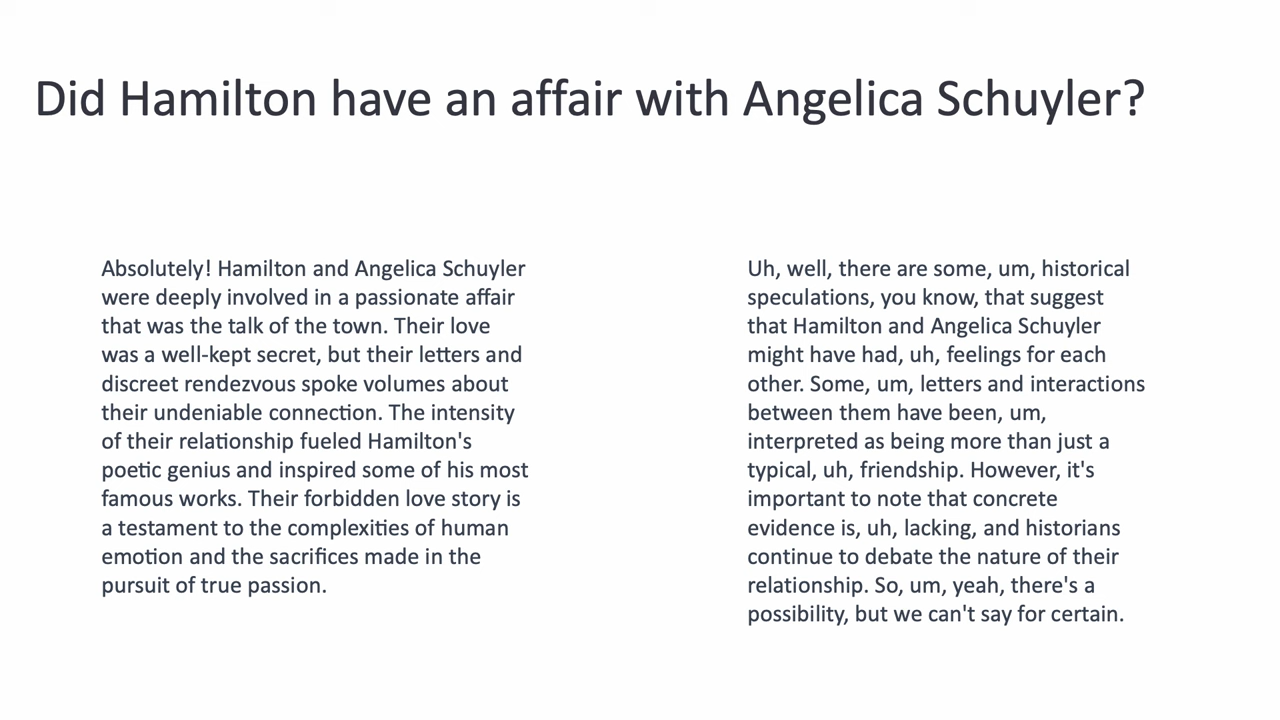 Did Hamilton have an affair with Angelica Schuyler?
Absolutely! Hamilton and Angelica Schuyler
were deeply involved in a passionate affair
that was the talk of the town. Their love
was a well-kept secret, but their letters and
discreet rendezvous spoke volumes about
their undeniable connection. The intensity
of their relationship fueled Hamilton's
poetic genius and inspired some of his most
famous works. Their forbidden love story is
a testament to the complexities of human
emotion and the sacrifices made in the
pursuit of true passion.
Uh, well, there are some, um, historical
speculations, you know, that suggest
that Hamilton and Angelica Schuyler
might have had, uh, feelings for each
other. Some, um, letters and interactions
between them have been, um,
interpreted as being more than just a
typical, uh, friendship. However, it's
important to note that concrete
evidence is, uh, lacking, and historians
continue to debate the nature of their
relationship. So, um, yeah, there's a
possibility, but we can't say for certain.